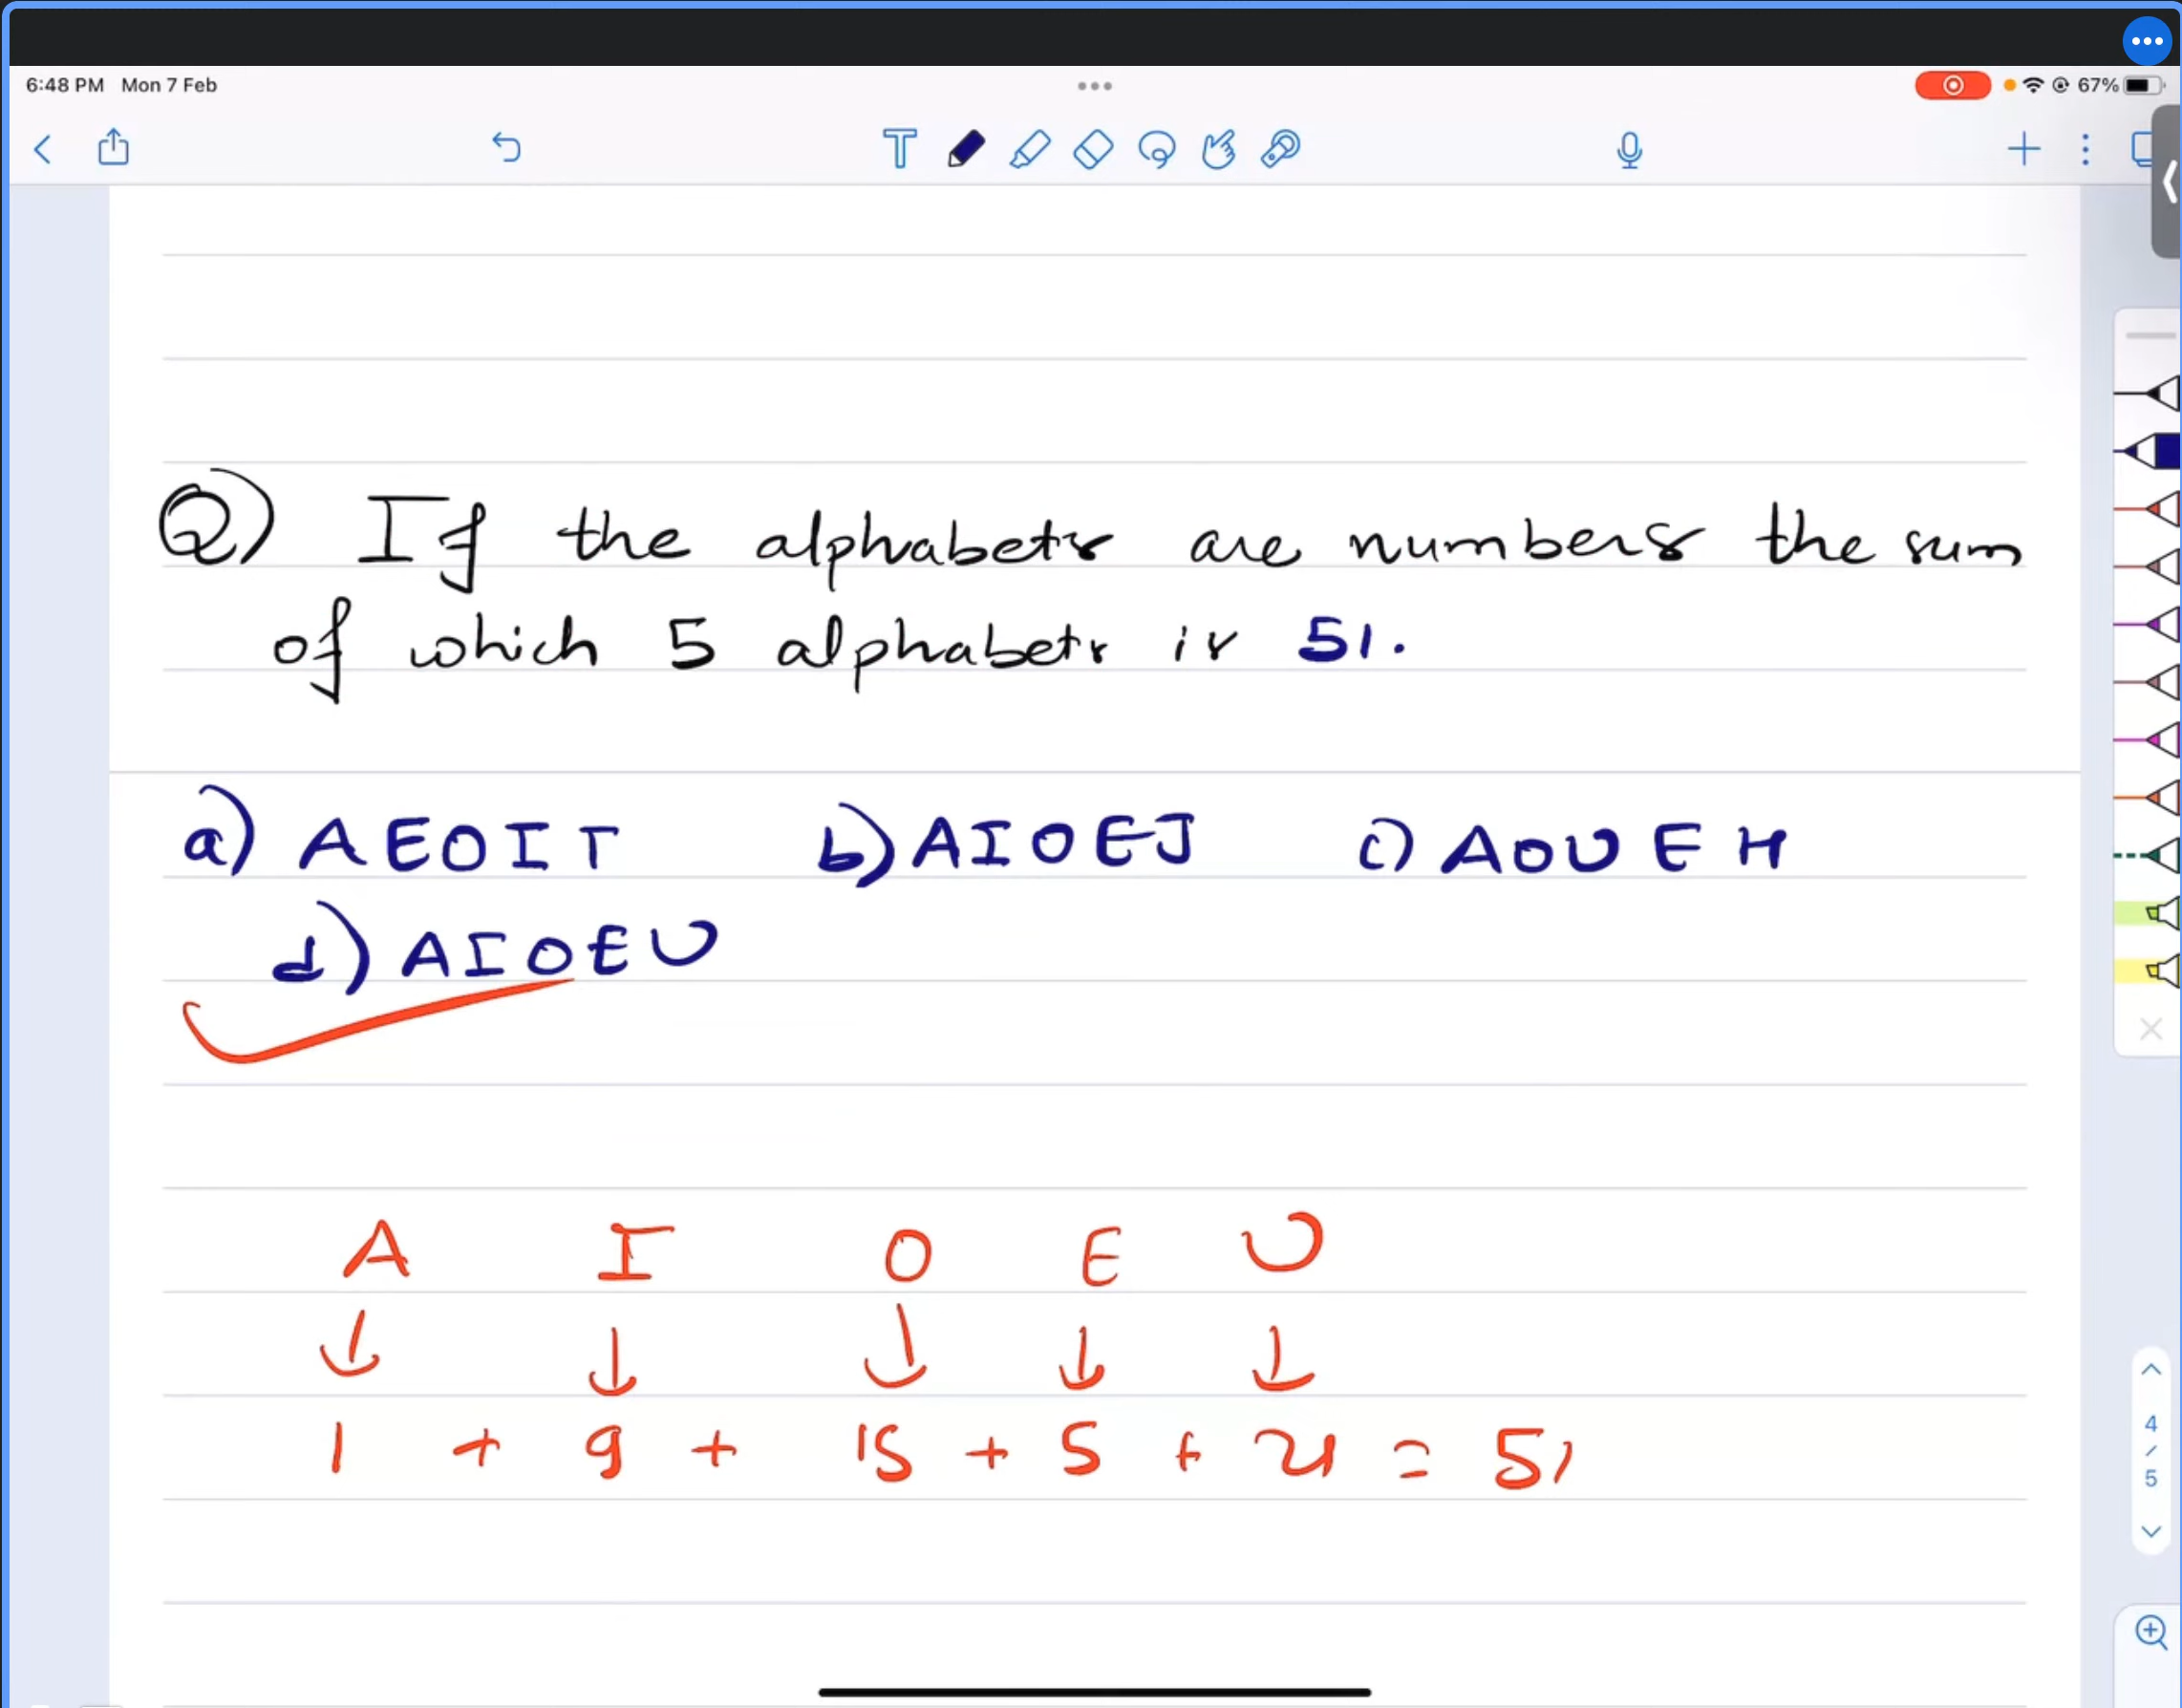 6:48 PM Mon 7 Feb
67%
Q) If the alphabets are numbers the sum
of which 5 alphabets is 51.
a) AEOIT b) AIOEJ c) AOUEH
d) AIOEU
A I O E U
1 + 9 + 15 + 5 + 21 = 51
4
/
5